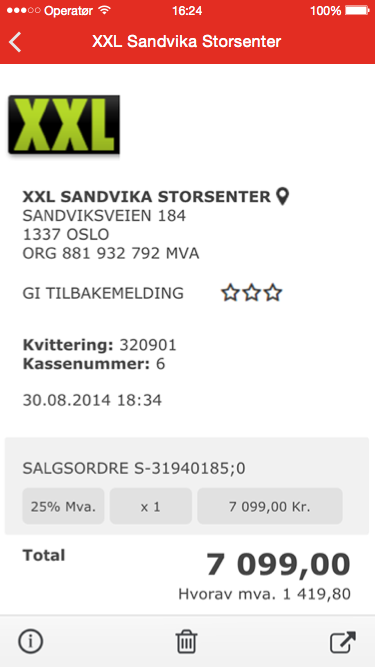 Operatør 16:24 100%
XXL Sandvika Storsenter
XXL
XXL SANDVIKA STORSENTER
SANDVIKSVEIEN 184
1337 OSLO
ORG 881 932 792 MVA
GI TILBAKEMELDING
Kvittering: 320901
Kassenummer: 6
30.08.2014 18:34
SALGSORDRE S-31940185;0
25% Mva. x 1 7 099,00 Kr.
Total 7 099,00
Hvorav mva. 1 419,80